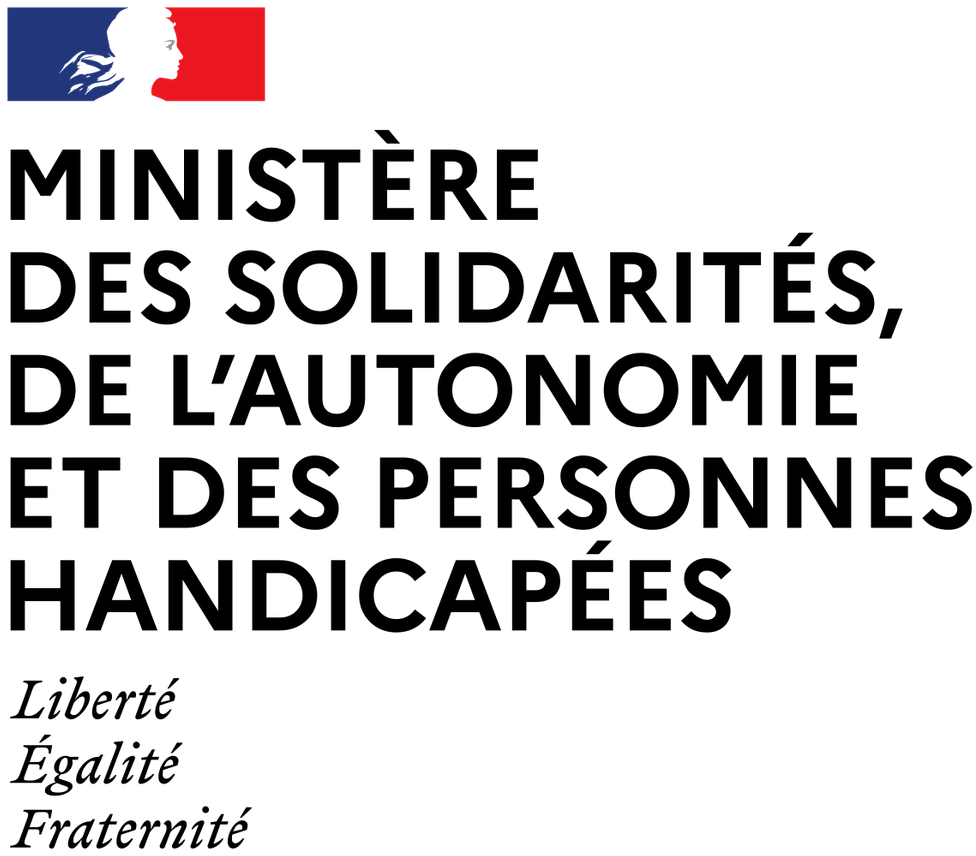 MINISTÈRE
DES SOLIDARITÉS,
DE L’AUTONOMIE
ET DES PERSONNES
HANDICAPÉES
Liberté
Égalité
Fraternité